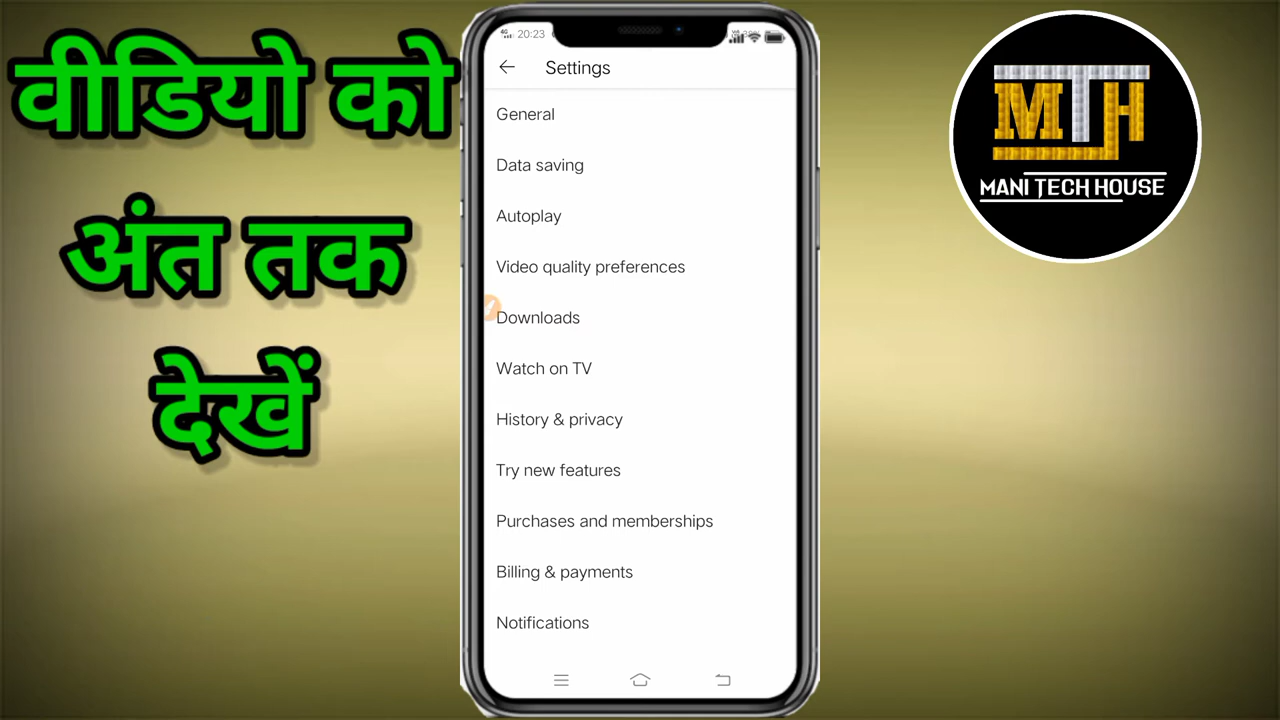 वीडियो को
अंत तक
देखें
20:23
Settings
General
Data saving
Autoplay
Video quality preferences
Downloads
Watch on TV
History & privacy
Try new features
Purchases and memberships
Billing & payments
Notifications
MTH
MANI TECH HOUSE